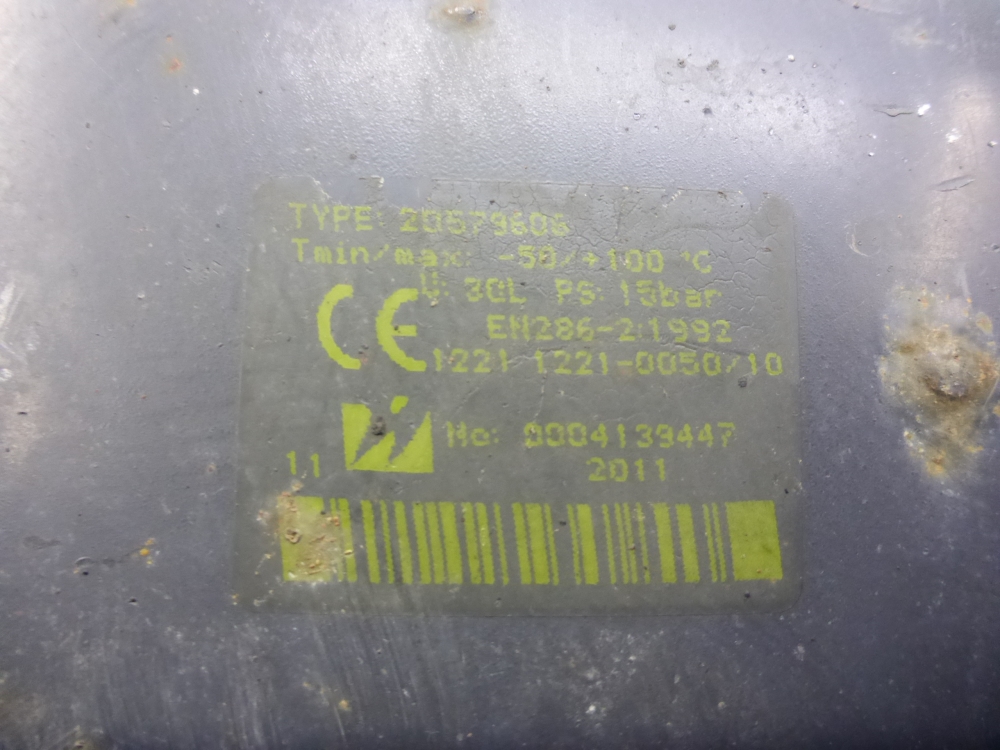 TYPE: 20579606
Tmin/max: -50/+100 °C
V: 30L PS: 15bar
CE EN286-2:1992
1221 1221-0050/10
No: 0004139447
11 2011